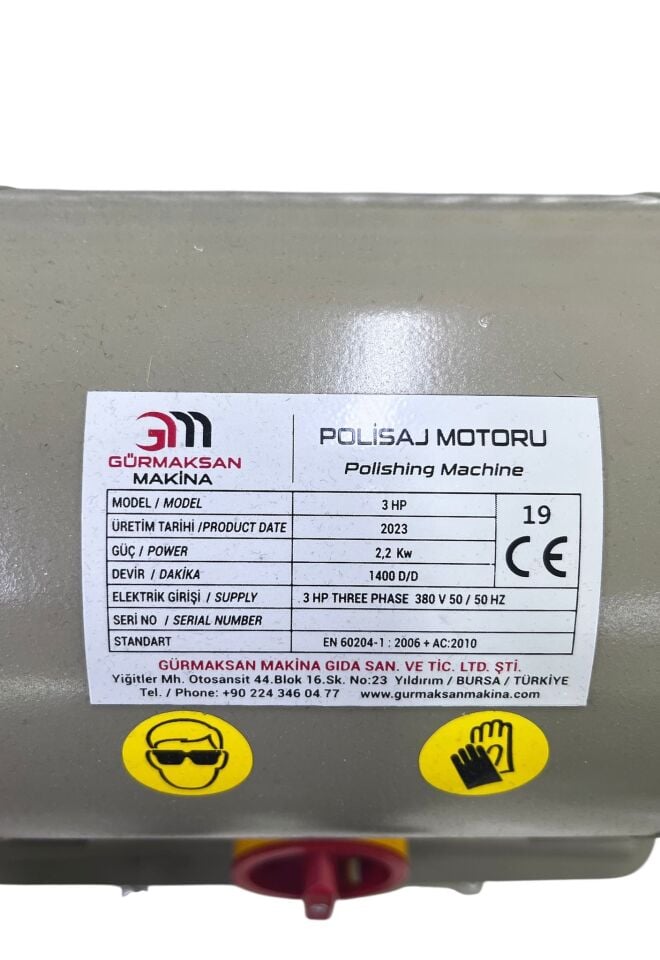 GÜRMAKSAN
MAKİNA
POLİSAJ MOTORU
Polishing Machine
MODEL / MODEL 3 HP
ÜRETİM TARİHİ /PRODUCT DATE 2023
GÜÇ / POWER 2,2 Kw
DEVİR / DAKİKA 1400 D/D
19
CE
ELEKTRİK GİRİŞİ / SUPPLY 3 HP THREE PHASE 380 V 50 / 50 HZ
SERİ NO / SERIAL NUMBER
STANDART EN 60204-1 : 2006 + AC:2010
GÜRMAKSAN MAKİNA GIDA SAN. VE TİC. LTD. ŞTİ.
Yiğitler Mh. Otosansit 44.Blok 16.Sk. No:23 Yıldırım / BURSA / TÜRKİYE
Tel. / Phone: +90 224 346 04 77 www.gurmaksanmakina.com